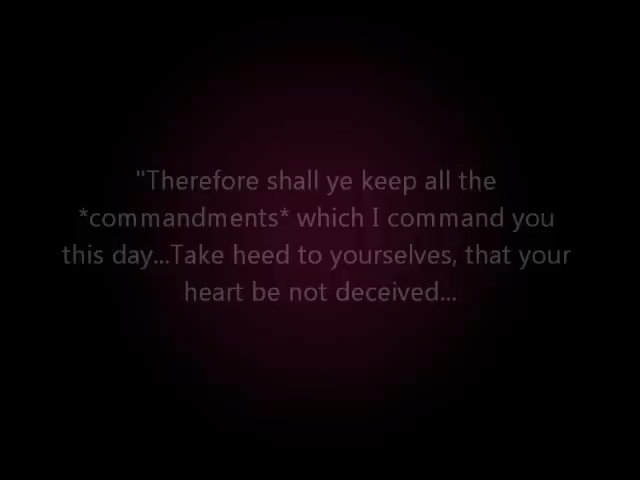 "Therefore shall ye keep all the
*commandments* which I command you
this day...Take heed to yourselves, that your
heart be not deceived...